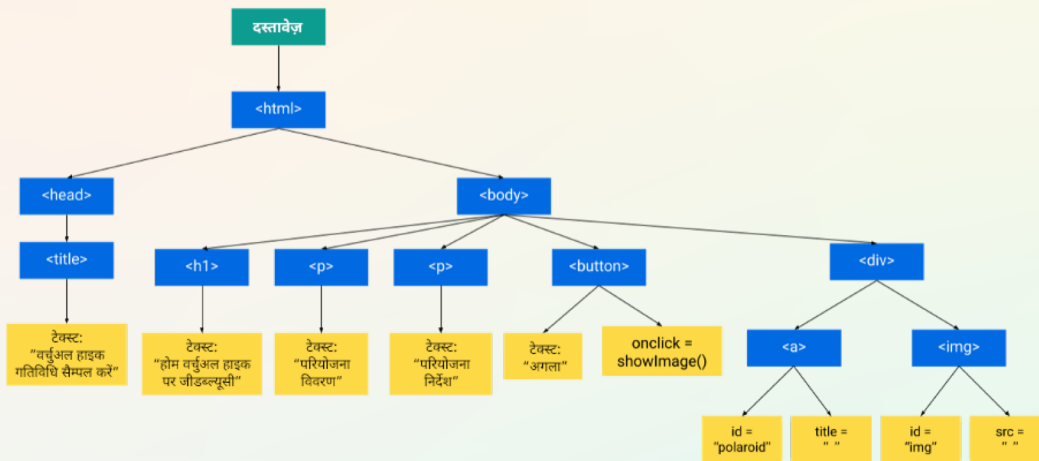 दस्तावेज़
<html>
<head>
<body>
<title>
<h1>
<p>
<p>
<button>
<div>
टेक्स्ट:
"वर्चुअल हाइक
गतिविधि सैम्पल करें"
टेक्स्ट:
"होम वर्चुअल हाइक
पर जीडब्ल्यूसी"
टेक्स्ट:
"परियोजना
विवरण"
टेक्स्ट:
"परियोजना
निर्देश"
टेक्स्ट:
"अगला"
onclick =
showImage()
<a>
<img>
id =
"polaroid"
title =
" "
id =
"img"
src =
" "